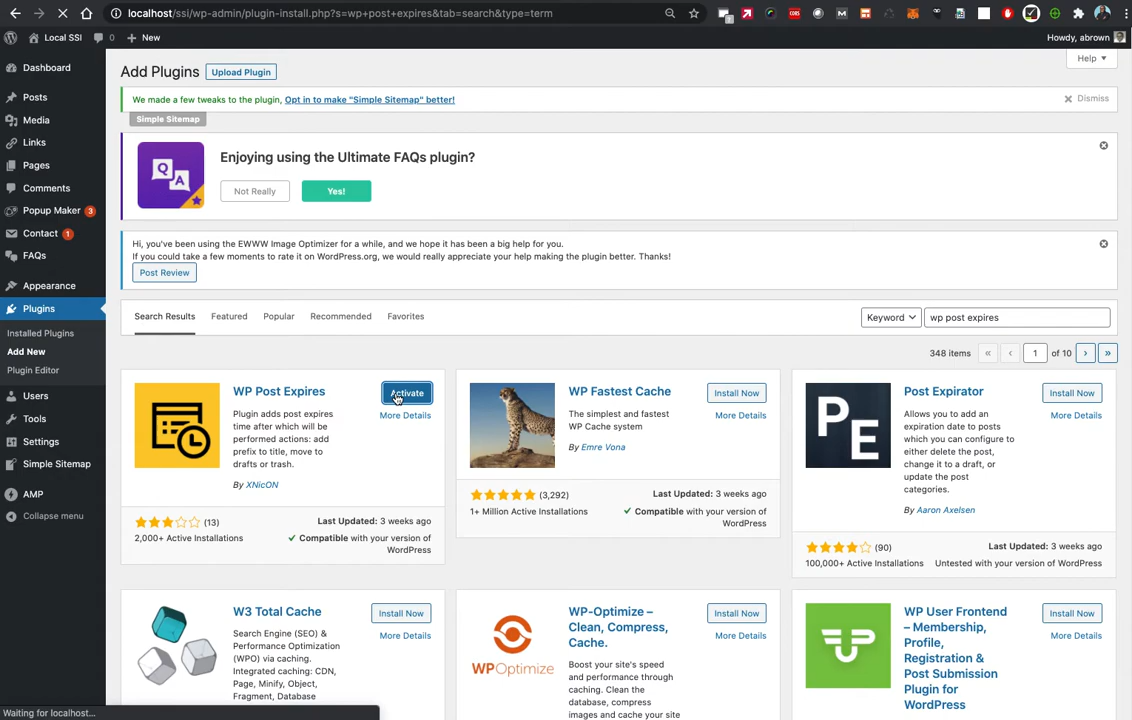 localhost/ssi/wp-admin/plugin-install.php?s=wp+post+expires&tab=search&type=term
Local SSI
0
New
Howdy, abrown
Dashboard
Posts
Media
Links
Pages
Comments
Popup Maker 3
Contact 1
FAQs
Appearance
Plugins
Installed Plugins
Add New
Plugin Editor
Users
Tools
Settings
Simple Sitemap
AMP
Collapse menu
Help
Add Plugins
Upload Plugin
We made a few tweaks to the plugin, Opt in to make "Simple Sitemap" better!
Dismiss
Simple Sitemap
Q
A
Enjoying using the Ultimate FAQs plugin?
Not Really
Yes!
Hi, you've been using the EWWW Image Optimizer for a while, and we hope it has been a big help for you.
If you could take a few moments to rate it on WordPress.org, we would really appreciate your help making the plugin better. Thanks!
Post Review
Search Results
Featured
Popular
Recommended
Favorites
Keyword
wp post expires
348 items
«
‹
1
of 10
›
»
WP Post Expires
Activate
More Details
Plugin adds post expires
time after which will be
performed actions: add
prefix to title, move to
drafts or trash.
By XNicON
(13)
2,000+ Active Installations
Last Updated: 3 weeks ago
Compatible with your version of
WordPress
WP Fastest Cache
Install Now
More Details
The simplest and fastest
WP Cache system
By Emre Vona
(3,292)
1+ Million Active Installations
Last Updated: 3 weeks ago
Compatible with your version of
WordPress
PE
Post Expirator
Install Now
More Details
Allows you to add an
expiration date to posts
which you can configure to
either delete the post,
change it to a draft, or
update the post
categories.
By Aaron Axelsen
(90)
100,000+ Active Installations
Last Updated: 3 weeks ago
Untested with your version of WordPress
W3 Total Cache
Install Now
More Details
Search Engine (SEO) &
Performance Optimization
(WPO) via caching.
Integrated caching: CDN,
Page, Minify, Object,
Fragment, Database
WPOptimize
WP-Optimize –
Clean, Compress,
Cache.
Install Now
More Details
Boost your site's speed
and performance through
caching. Clean the
database, compress
images and cache your site
WP User Frontend
– Membership,
Profile,
Registration &
Post Submission
Plugin for
WordPress
Install Now
More Details
Waiting for localhost...